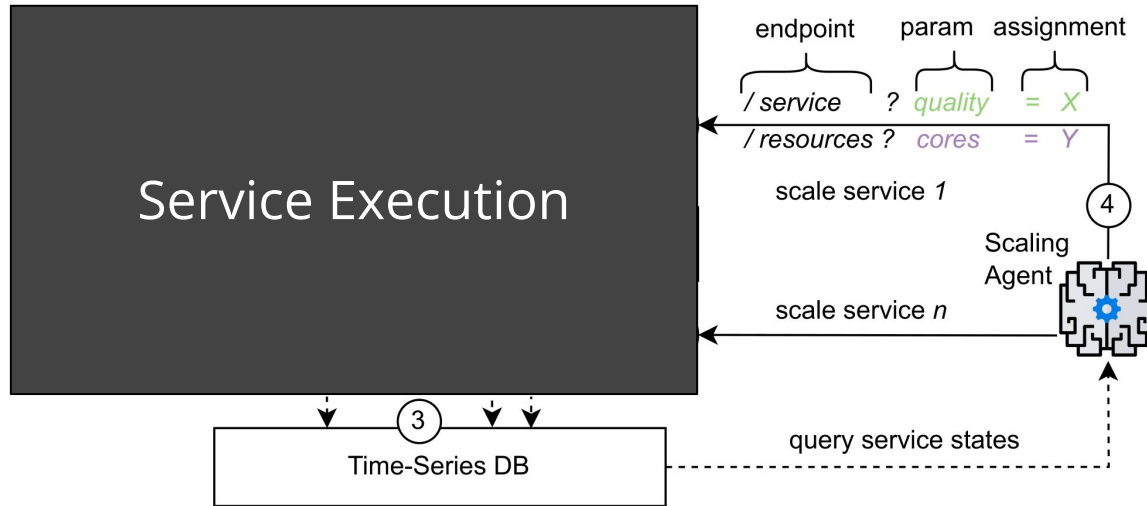 endpoint param assignment
/ service ? quality = X
/ resources ? cores = Y
Service Execution
scale service 1
4
Scaling
Agent
scale service n
3
query service states
Time-Series DB